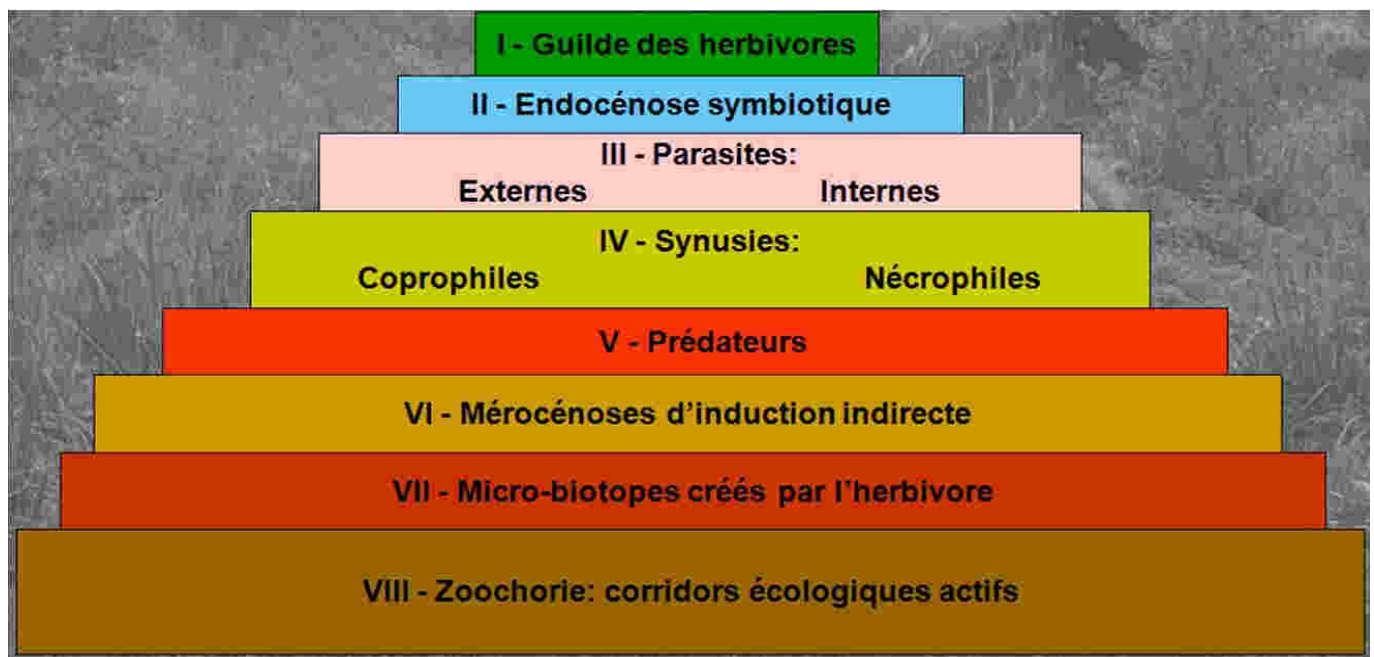 I - Guilde des herbivores
II - Endocénose symbiotique
III - Parasites:
Externes Internes
IV - Synusies:
Coprophiles Nécrophiles
V - Prédateurs
VI - Mérocénoses d'induction indirecte
VII - Micro-biotopes créés par l'herbivore
VIII - Zoochorie: corridors écologiques actifs